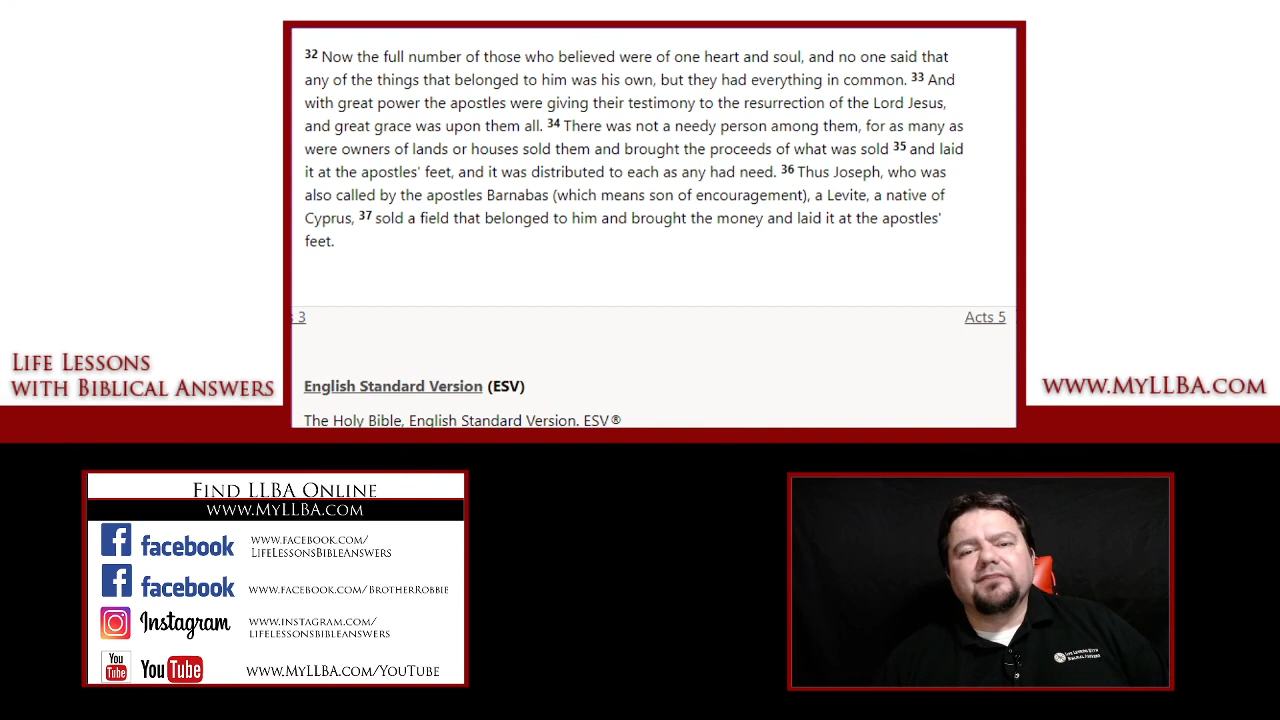 32 Now the full number of those who believed were of one heart and soul, and no one said that
any of the things that belonged to him was his own, but they had everything in common. 33 And
with great power the apostles were giving their testimony to the resurrection of the Lord Jesus,
and great grace was upon them all. 34 There was not a needy person among them, for as many as
were owners of lands or houses sold them and brought the proceeds of what was sold 35 and laid
it at the apostles' feet, and it was distributed to each as any had need. 36 Thus Joseph, who was
also called by the apostles Barnabas (which means son of encouragement), a Levite, a native of
Cyprus, 37 sold a field that belonged to him and brought the money and laid it at the apostles'
feet.
s 3
Acts 5
English Standard Version (ESV)
The Holy Bible, English Standard Version. ESV®
Life Lessons
with Biblical Answers
www.MyLLBA.com
Find LLBA Online
www.MyLLBA.com
f facebook
www.facebook.com/
LifeLessonsBibleAnswers
f facebook
www.facebook.com/BrotherRobbie
Instagram
www.instagram.com/
lifelessonsbibleanswers
You
Tube
YouTube
www.MyLLBA.com/YouTube
Life Lessons With
Biblical Answers